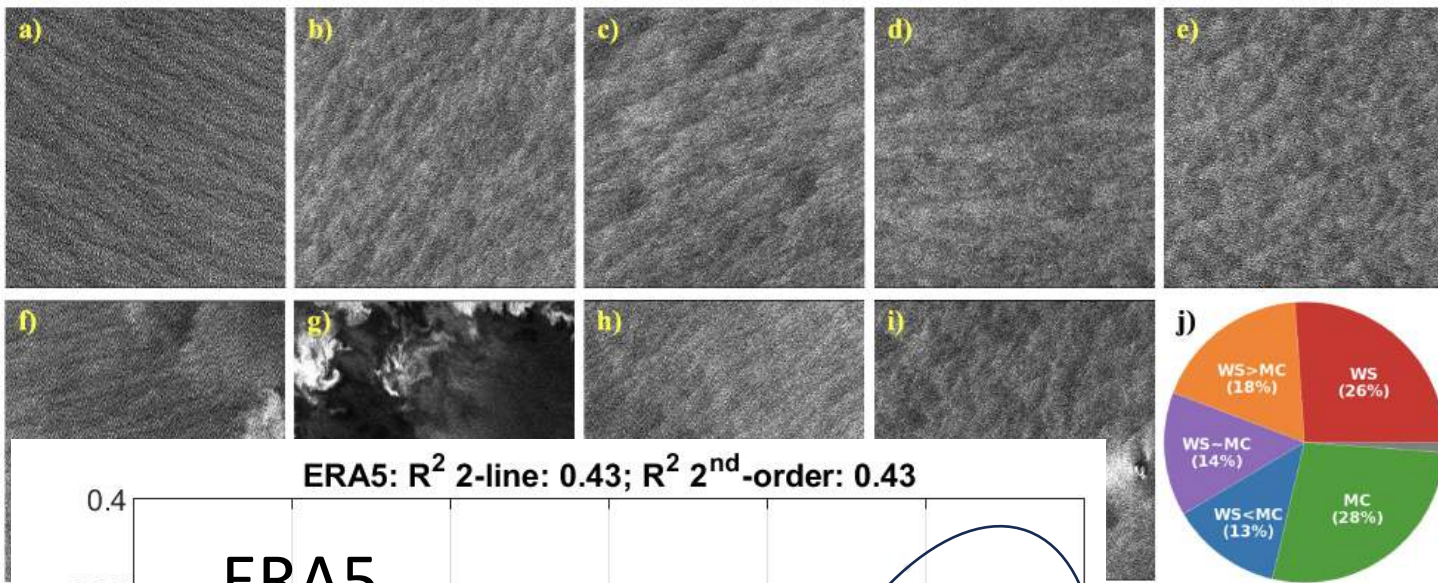 a)
b)
c)
d)
e)
f)
g)
h)
i)
j)
WS>MC
(18%)
WS
(26%)
WS~MC
(14%)
WS<MC
(13%)
MC
(28%)
ERA5: R² 2-line: 0.43; R² 2ⁿᵈ-order: 0.43
0.4
ERA5